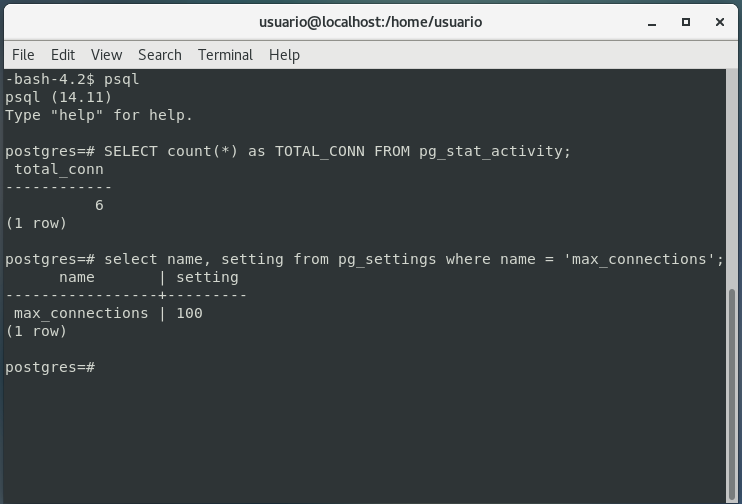 usuario@localhost:/home/usuario
File Edit View Search Terminal Help
-bash-4.2$ psql
psql (14.11)
Type "help" for help.
postgres=# SELECT count(*) as TOTAL_CONN FROM pg_stat_activity;
 total_conn
------------
          6
(1 row)
postgres=# select name, setting from pg_settings where name = 'max_connections';
      name       | setting
-----------------+---------
 max_connections | 100
(1 row)
postgres=#